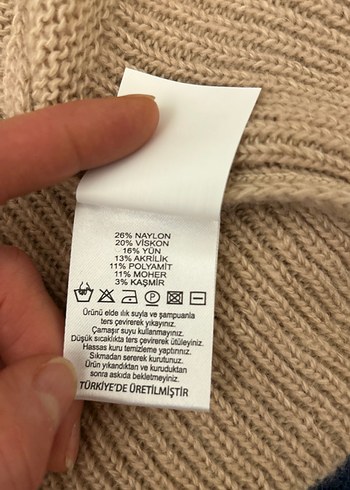 26% NAYLON
20% VİSKON
16% YÜN
13% AKRİLİK
11% POLYAMİT
11% MOHER
3% KAŞMİR
P
Ürünü elde ılık suyla ve şampuanla
ters çevirerek yıkayınız.
Çamaşır suyu kullanmayınız.
Düşük sıcaklıkta ters çevirerek ütüleyiniz.
Hassas kuru temizleme yaptırınız.
Sıkmadan sererek kurutunuz.
Ürün yıkandıktan ve kuruduktan
sonra askıda bekletmeyiniz.
TÜRKİYE'DE ÜRETİLMİŞTİR